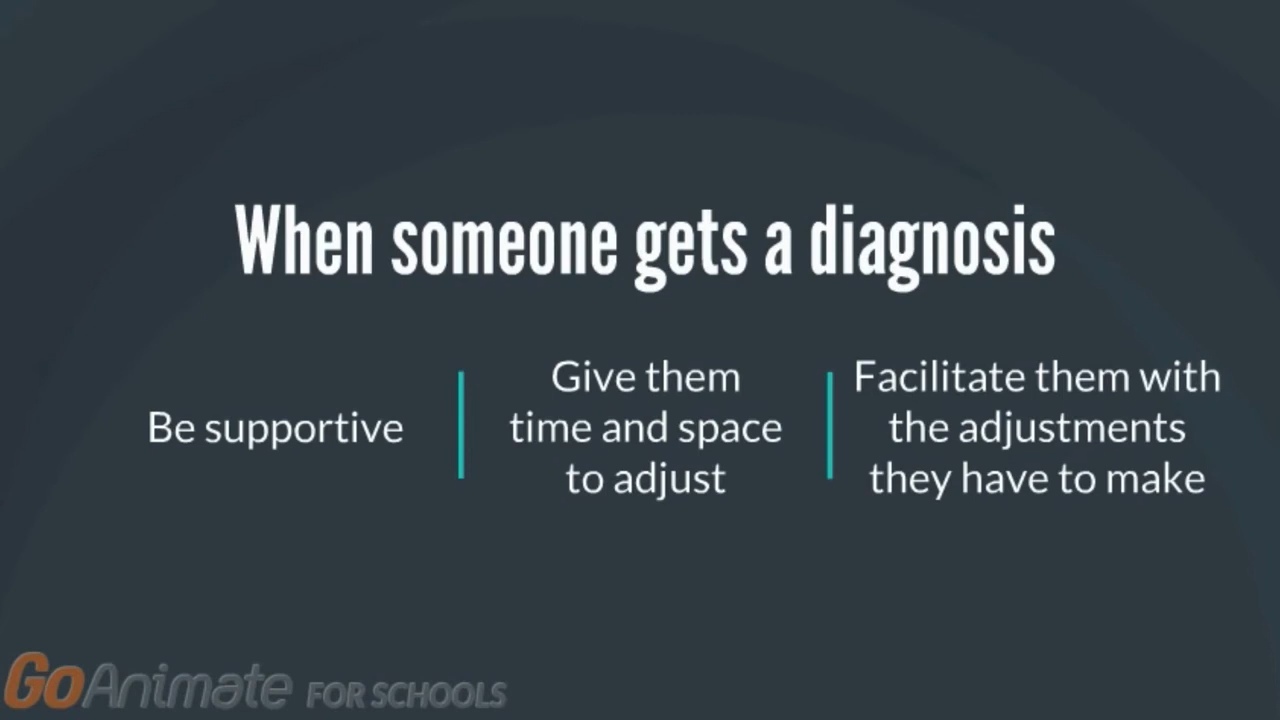 When someone gets a diagnosis
Be supportive
Give them
time and space
to adjust
Facilitate them with
the adjustments
they have to make
GoAnimate FOR SCHOOLS